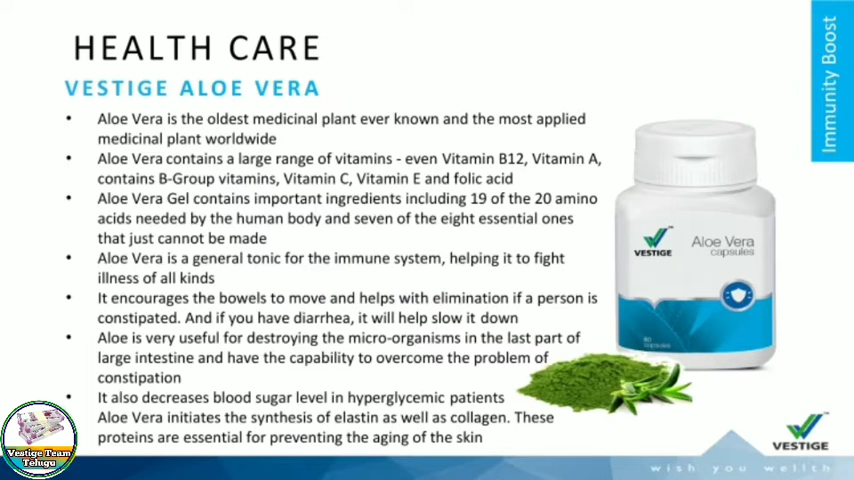 HEALTH CARE
VESTIGE ALOE VERA
• Aloe Vera is the oldest medicinal plant ever known and the most applied
medicinal plant worldwide
• Aloe Vera contains a large range of vitamins - even Vitamin B12, Vitamin A,
contains B-Group vitamins, Vitamin C, Vitamin E and folic acid
• Aloe Vera Gel contains important ingredients including 19 of the 20 amino
acids needed by the human body and seven of the eight essential ones
that just cannot be made
• Aloe Vera is a general tonic for the immune system, helping it to fight
illness of all kinds
• It encourages the bowels to move and helps with elimination if a person is
constipated. And if you have diarrhea, it will help slow it down
• Aloe is very useful for destroying the micro-organisms in the last part of
large intestine and have the capability to overcome the problem of
constipation
• It also decreases blood sugar level in hyperglycemic patients
Aloe Vera initiates the synthesis of elastin as well as collagen. These
proteins are essential for preventing the aging of the skin
Immunity Boost
VESTIGE
Aloe Vera
capsules
60
capsules
Vestige Team
Telugu
VESTIGE
wish you wellth